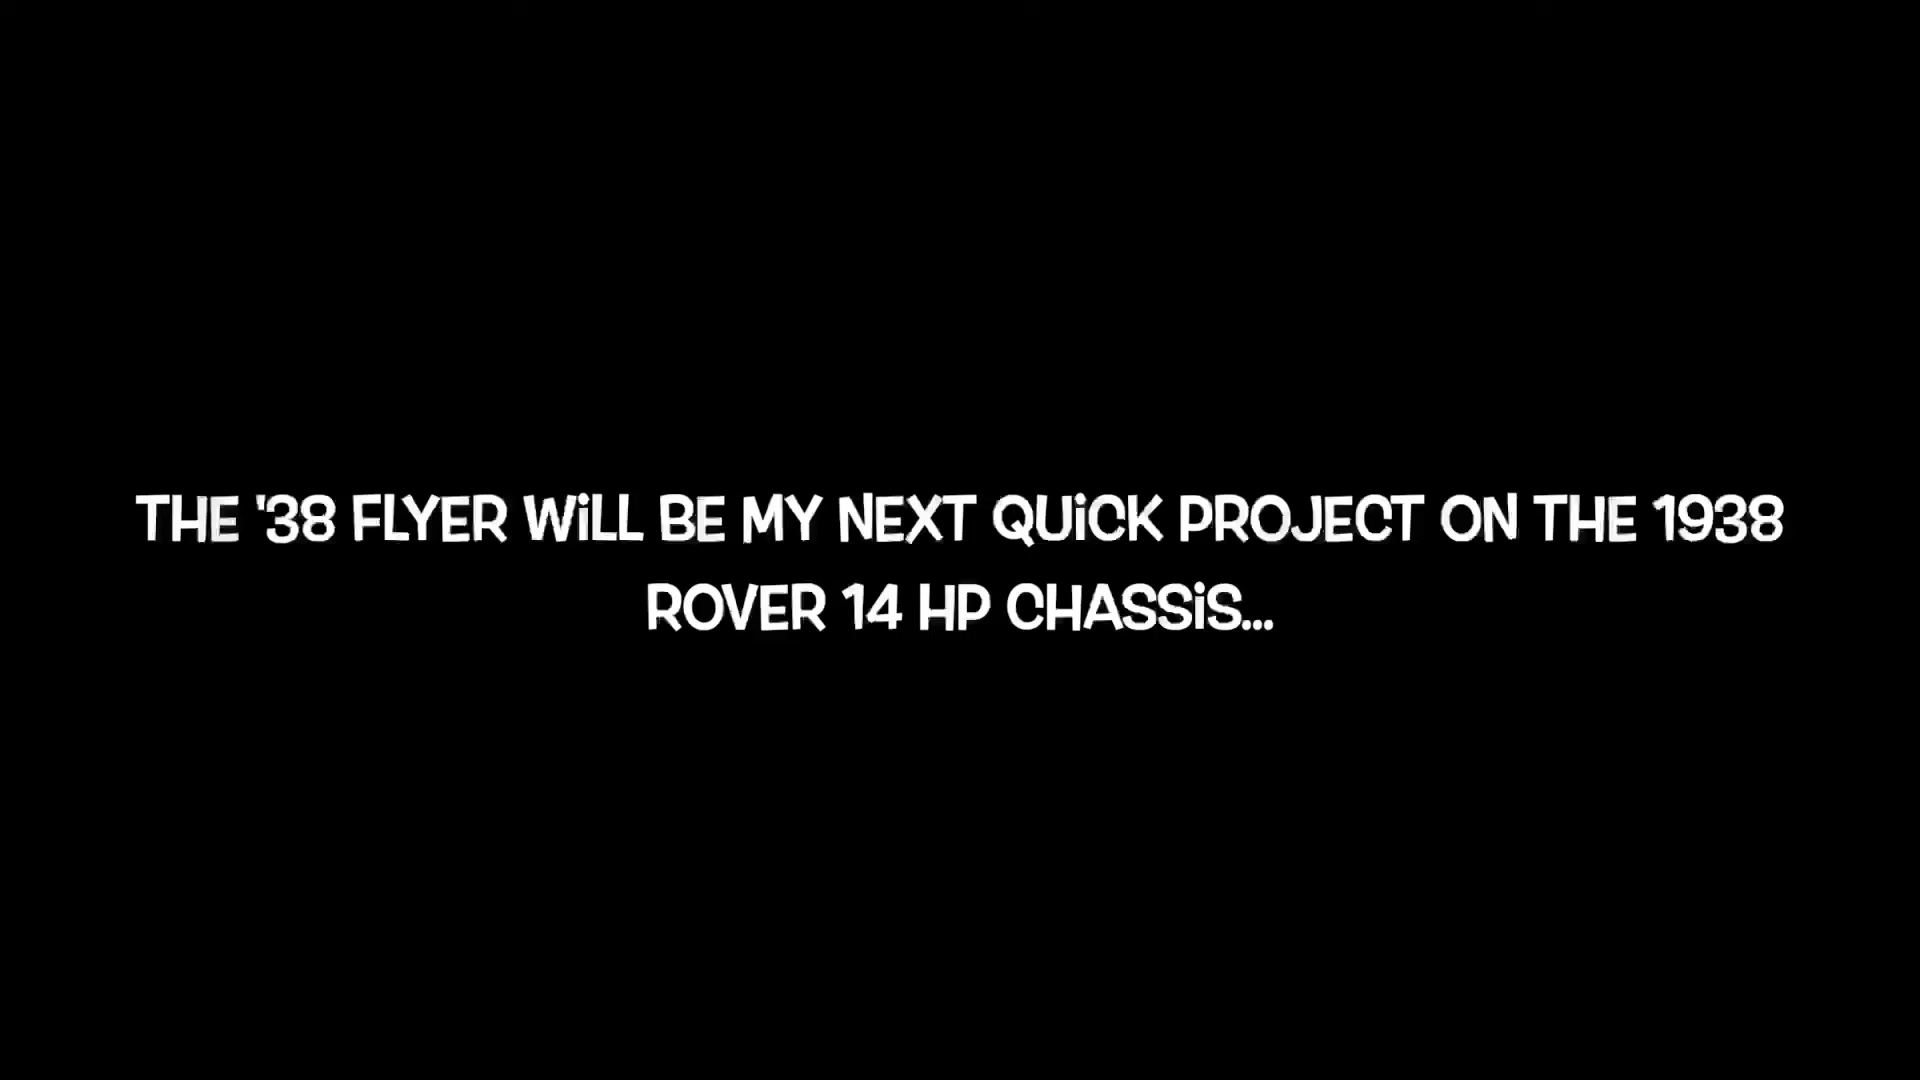 THE '38 FLYER WiLL BE MY NEXT QUiCK PROJECT ON THE 1938
ROVER 14 HP CHASSiS...